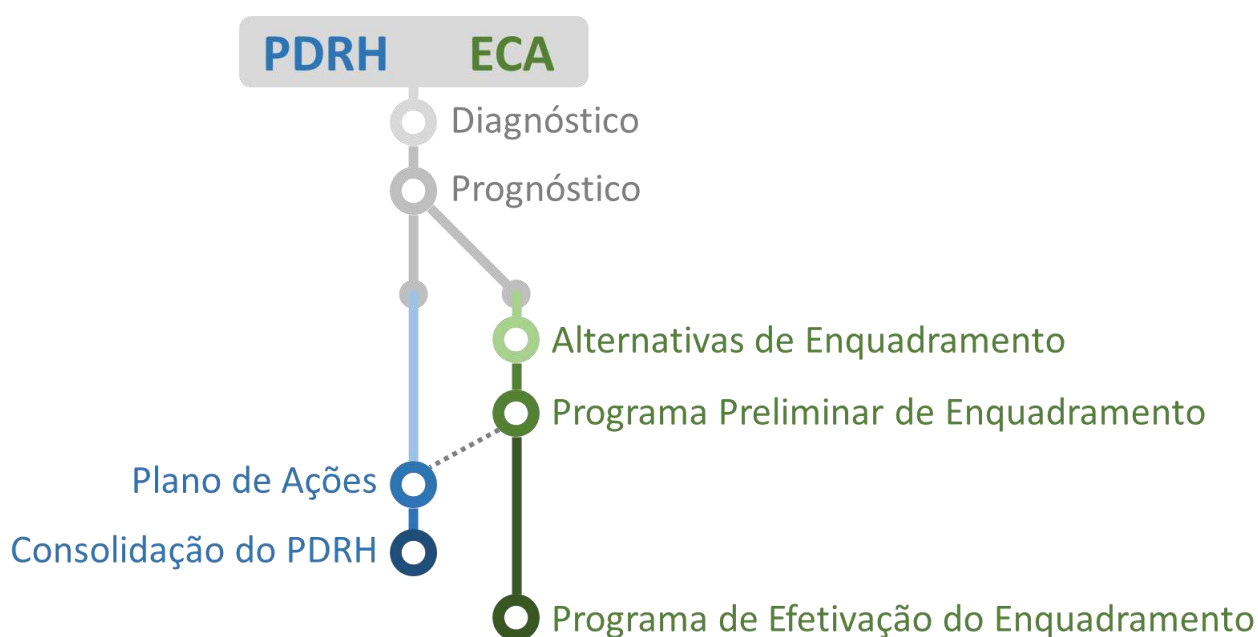 PDRH ECA
Diagnóstico
Prognóstico
Alternativas de Enquadramento
Programa Preliminar de Enquadramento
Plano de Ações
Consolidação do PDRH
Programa de Efetivação do Enquadramento